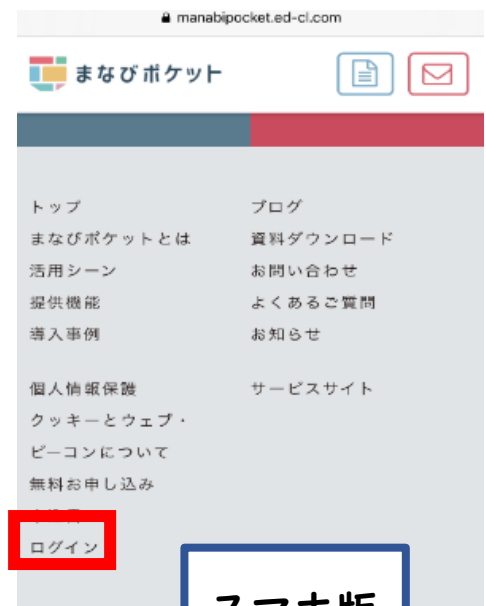 manabipocket.ed-cl.com
まなびポケット
トップ
まなびポケットとは
活用シーン
提供機能
導入事例
ブログ
資料ダウンロード
お問い合わせ
よくあるご質問
お知らせ
個人情報保護
クッキーとウェブ・
ビーコンについて
無料お申し込み
ログイン
サービスサイト
スマホ版